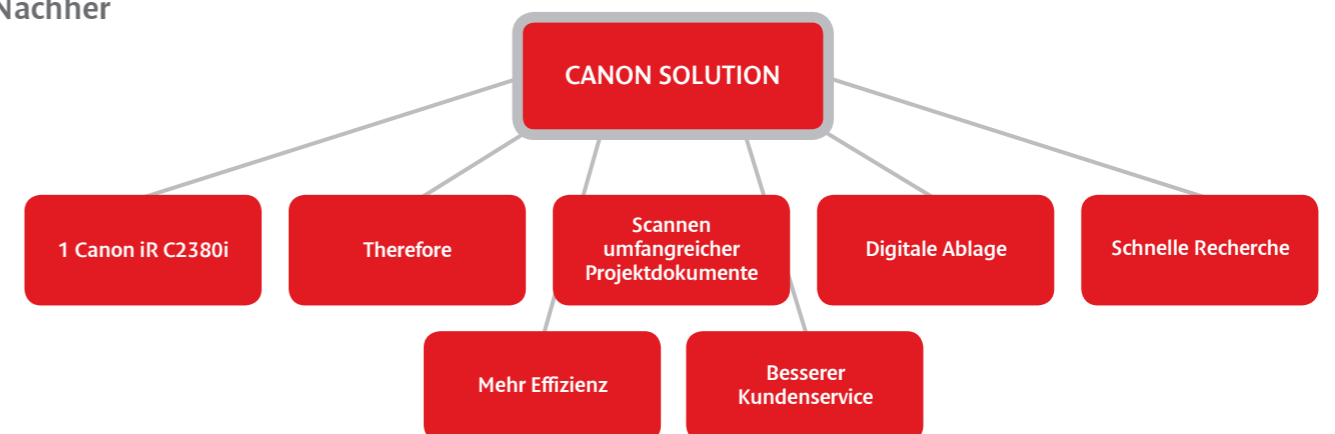 Nachher
CANON SOLUTION
1 Canon iR C2380i
Therefore
Scannen
umfangreicher
Projektdokumente
Digitale Ablage
Schnelle Recherche
Mehr Effizienz
Besserer
Kundenservice